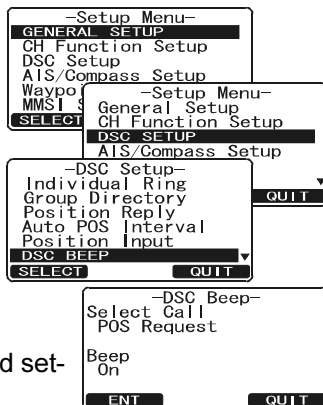 -Setup Menu-
GENERAL SETUP
CH Function Setup
DSC Setup
AIS/Compass Setup
MMSI
SELECT
-Setup Menu-
General Setup
CH Function Setup
DSC SETUP
AIS/Compass Setup
QUIT
-DSC Setup-
Individual Ring
Group Directory
Position Reply
Auto POS Interval
Position Input
DSC BEEP
SELECT QUIT
-DSC Beep-
Select Call
POS Request
Beep
On
ENT QUIT
d set-